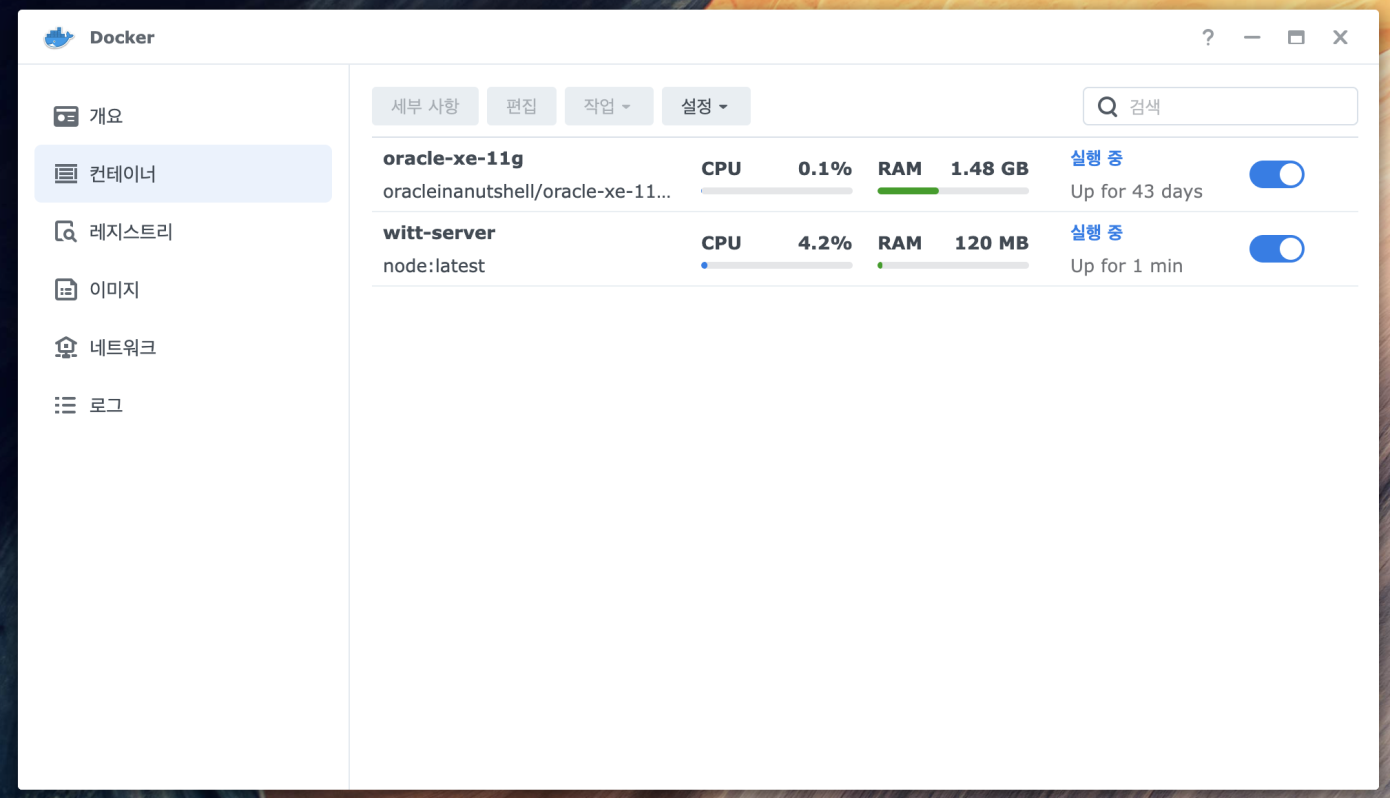 Docker
?
개요
컨테이너
레지스트리
이미지
네트워크
로그
세부 사항 편집 작업 설정 검색
oracle-xe-11g
oracleinanutshell/oracle-xe-11...
CPU 0.1% RAM 1.48 GB
실행 중
Up for 43 days
witt-server
node:latest
CPU 4.2% RAM 120 MB
실행 중
Up for 1 min